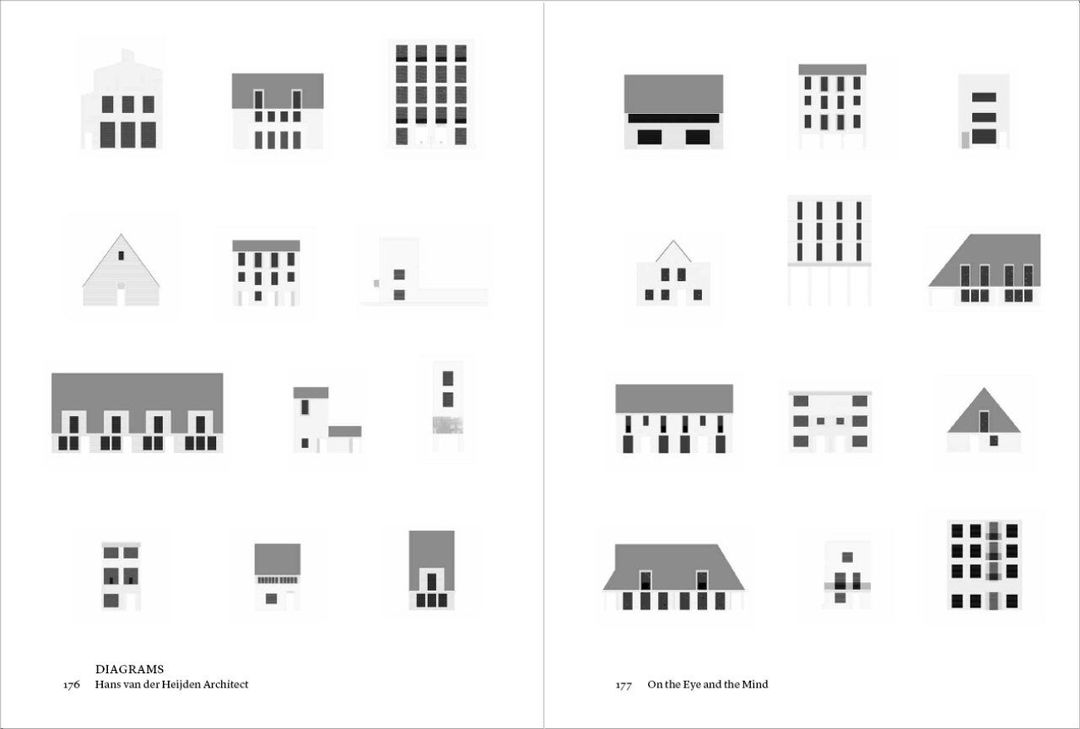 DIAGRAMS
176 Hans van der Heijden Architect
177 On the Eye and the Mind